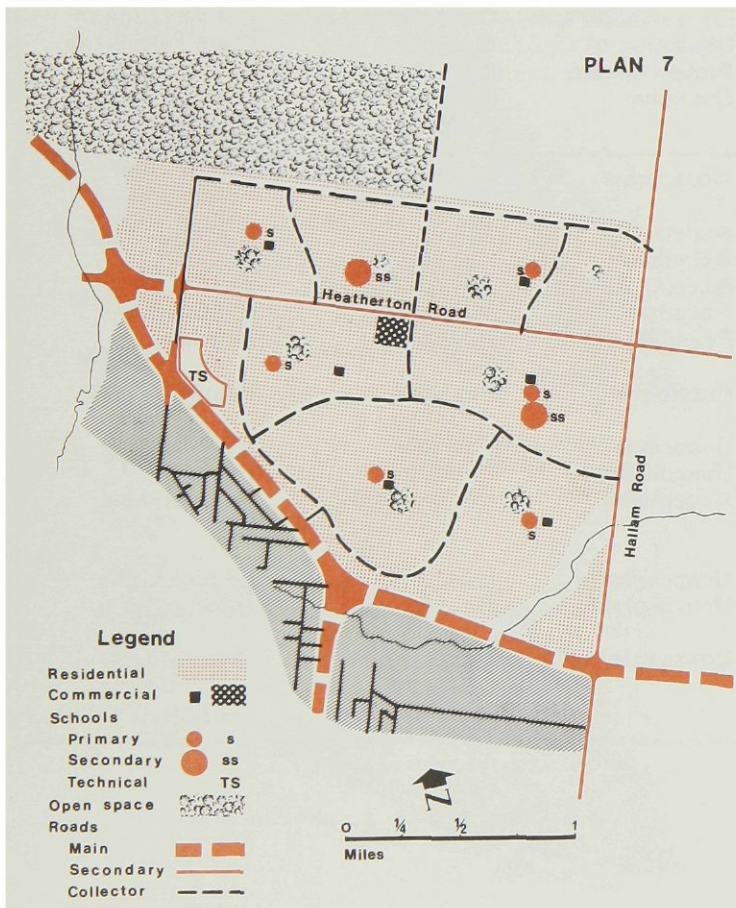 PLAN 7
s
ss
s
Heatherton Road
s
TS
s
ss
s
s
Hallam Road
Legend
Residential
Commercial
Schools
Primary s
Secondary ss
Technical TS
Open space
Roads
Main
Secondary
Collector
N
0 ¼ ½ 1
Miles